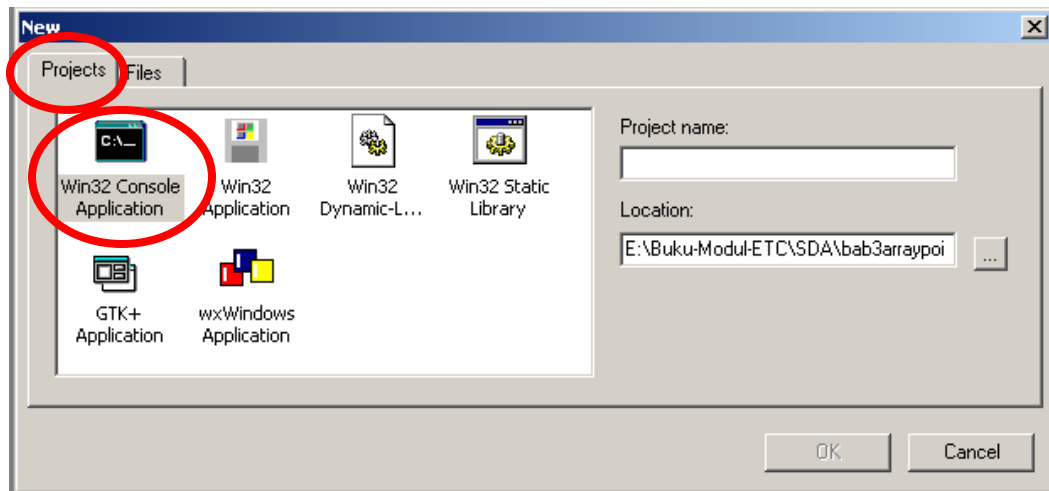 New
Projects
Files
C:\_
Win32 Console
Application
Win32
Application
Win32
Dynamic-L...
Win32 Static
Library
GTK+
Application
wxWindows
Application
Project name:
Location:
E:\Buku-Modul-ETC\SDA\bab3arraypoi
...
OK
Cancel